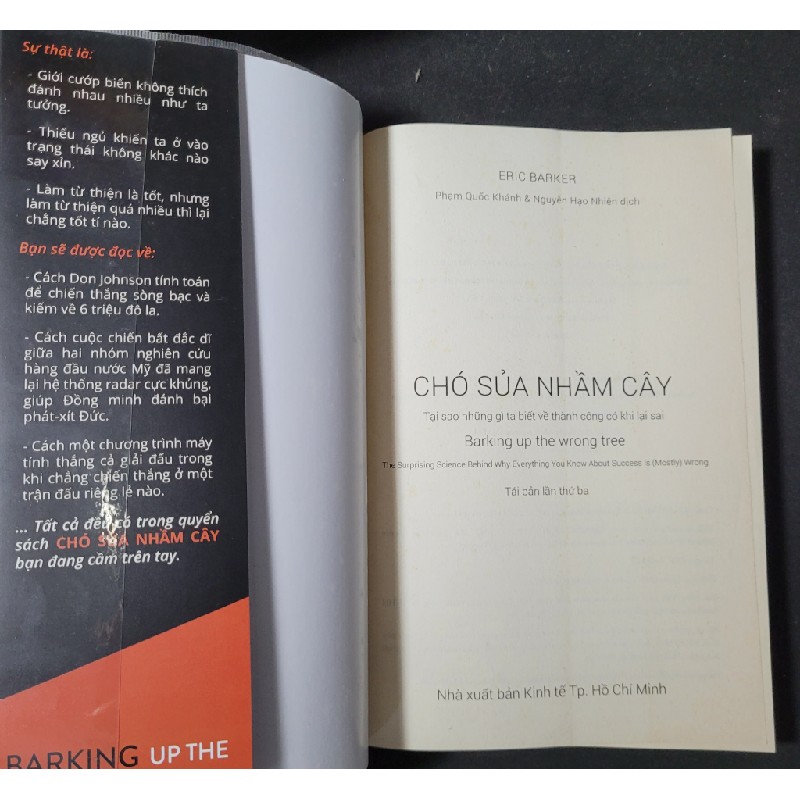 Sự thật là:
- Giới cướp biển không thích
đánh nhau nhiều như ta
tưởng.
- Thiếu ngủ khiến ta ở vào
trạng thái không khác nào
say xỉn.
- Làm từ thiện là tốt, nhưng
làm từ thiện quá nhiều thì lại
chẳng tốt tí nào.
Bạn sẽ được đọc về:
- Cách Don Johnson tính toán
để chiến thắng sòng bạc và
kiếm về 6 triệu đô la.
- Cách cuộc chiến bất đắc dĩ
giữa hai nhóm nghiên cứu
hàng đầu nước Mỹ đã mang
lại hệ thống radar cực khủng,
giúp Đồng minh đánh bại
phát-xít Đức.
- Cách một chương trình máy
tính thắng cả giải đấu trong
khi chẳng chiến thắng ở một
trận đấu riêng lẻ nào.
... Tất cả đều có trong quyển
sách CHÓ SỦA NHẦM CÂY
bạn đang cầm trên tay.
BARKING UP THE
ERIC BARKER
Phạm Quốc Khánh & Nguyễn Hạo Nhiên dịch
CHÓ SỦA NHẦM CÂY
Tại sao những gì ta biết về thành công có khi lại sai
Barking up the wrong tree
The Surprising Science Behind Why Everything You Know About Success Is (Mostly) Wrong
Tái bản lần thứ ba
Nhà xuất bản Kinh tế Tp. Hồ Chí Minh